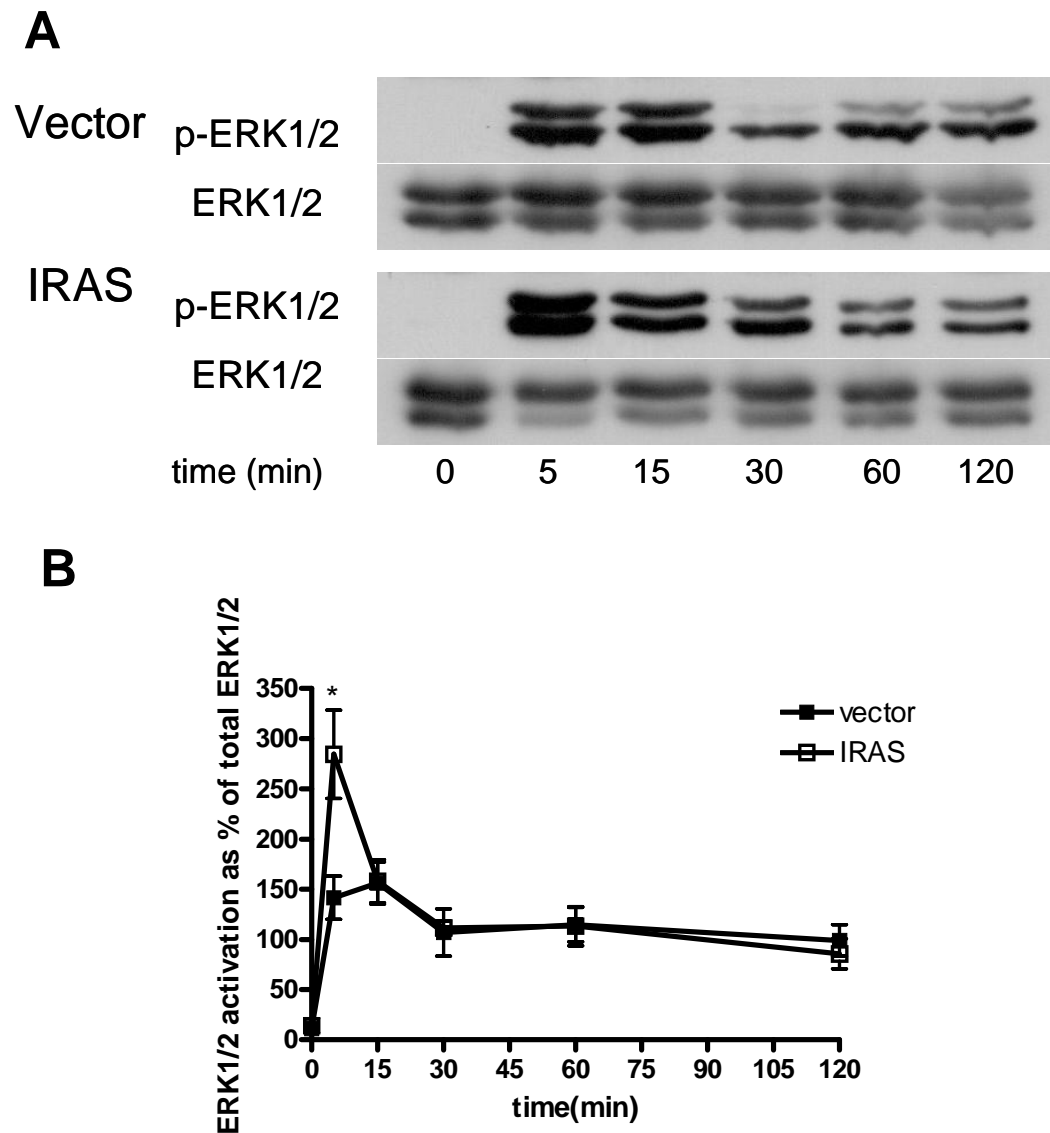 A
Vector p-ERK1/2
ERK1/2
IRAS p-ERK1/2
ERK1/2
time (min) 0 5 15 30 60 120
B
ERK1/2 activation as % of total ERK1/2
350
300
250
200
150
100
50
0
*
vector
IRAS
0 15 30 45 60 75 90 105 120
time(min)